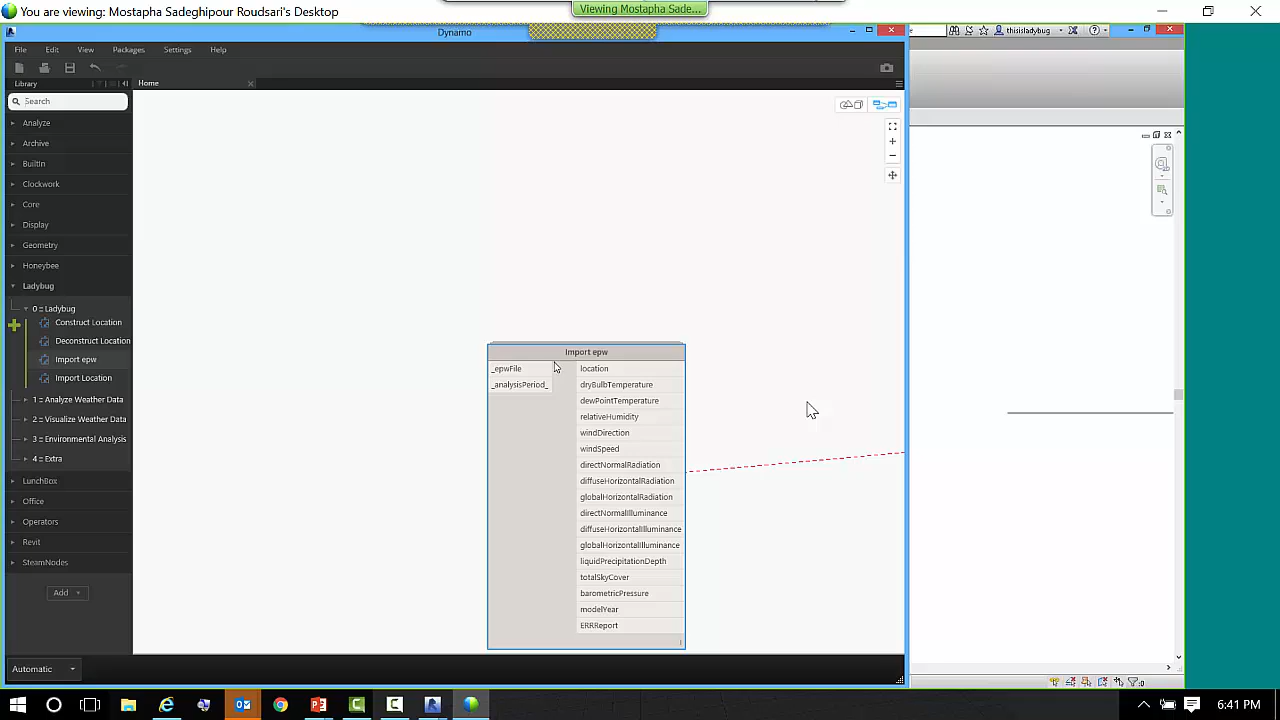 You are viewing: Mostapha Sadeghipour Roudsari's Desktop
Viewing Mostapha Sade...
Dynamo
thisisladybug
File Edit View Packages Settings Help
Library
Home
Search
Analyze
Archive
BuiltIn
Clockwork
Core
Display
Geometry
Honeybee
Ladybug
0 :: Ladybug
Construct Location
Deconstruct Location
Import epw
Import Location
1 :: Analyze Weather Data
2 :: Visualize Weather Data
3 :: Environmental Analysis
4 :: Extra
LunchBox
Office
Operators
Revit
SteamNodes
Add
Automatic
Import epw
_epwFile location
_analysisPeriod_ dryBulbTemperature
dewPointTemperature
relativeHumidity
windDirection
windSpeed
directNormalRadiation
diffuseHorizontalRadiation
globalHorizontalRadiation
directNormalIlluminance
diffuseHorizontalIlluminance
globalHorizontalIlluminance
liquidPrecipitationDepth
totalSkyCover
barometricPressure
modelYear
ERRReport
:0
6:41 PM